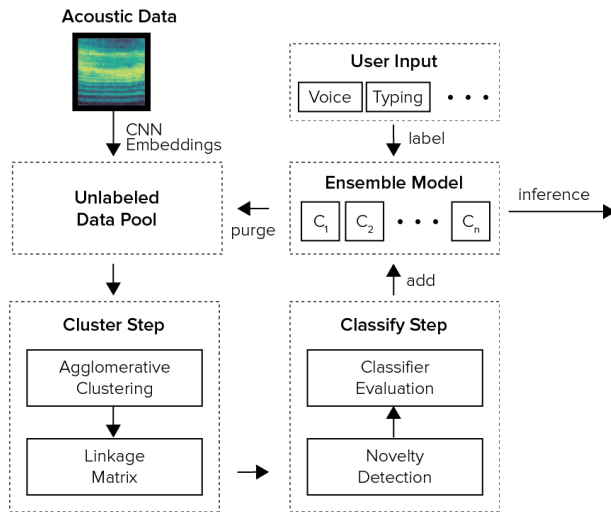 Acoustic Data
CNN
Embeddings
Unlabeled
Data Pool
User Input
Voice Typing • • •
label
Ensemble Model
C1 C2 • • • Cn
inference
purge
add
Cluster Step
Agglomerative
Clustering
Linkage
Matrix
Classify Step
Classifier
Evaluation
Novelty
Detection